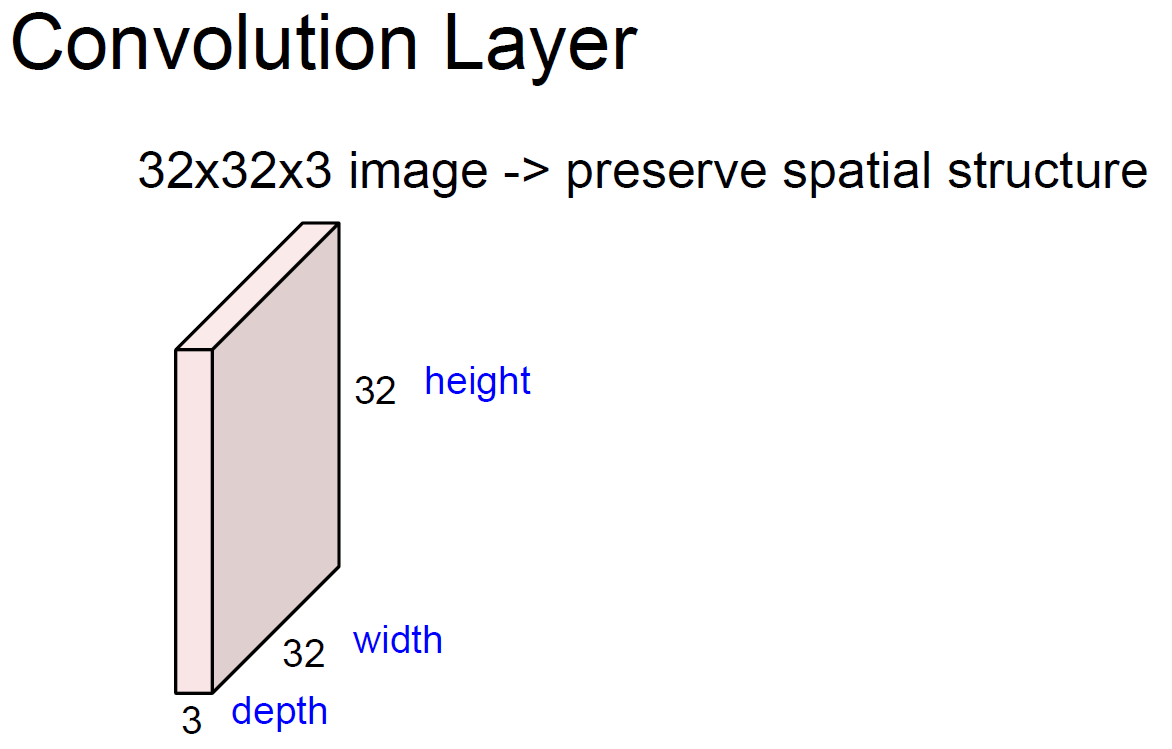 Convolution Layer
32x32x3 image -> preserve spatial structure
32 height
32 width
3 depth